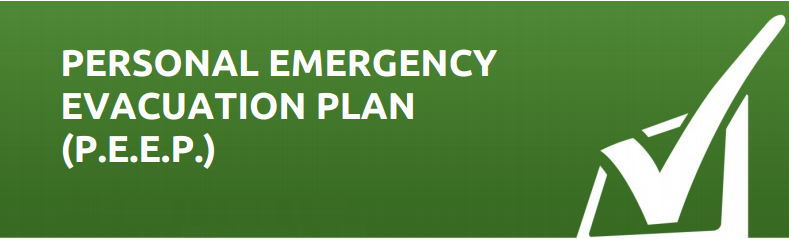 PERSONAL EMERGENCY
EVACUATION PLAN
(P.E.E.P.)